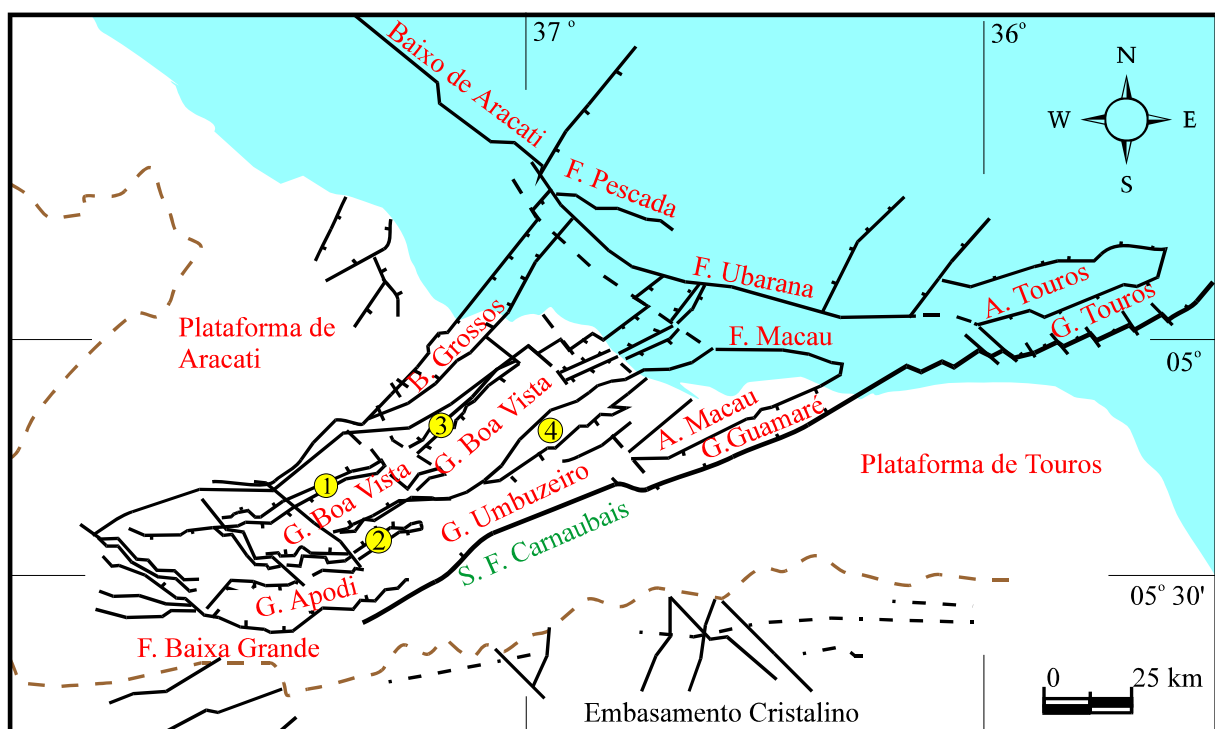 37º
36º
N
W
E
S
Baixo de Aracati
F. Pescada
F. Ubarana
A. Touros
G. Touros
Plataforma de
Aracati
B. Grossos
F. Macau
05º
3
G. Boa Vista
4
A. Macau
G.Guamaré
Plataforma de Touros
1
G. Boa Vista
G. Umbuzeiro
2
S. F. Carnaubais
G. Apodi
05º 30'
F. Baixa Grande
0
25 km
Embasamento Cristalino